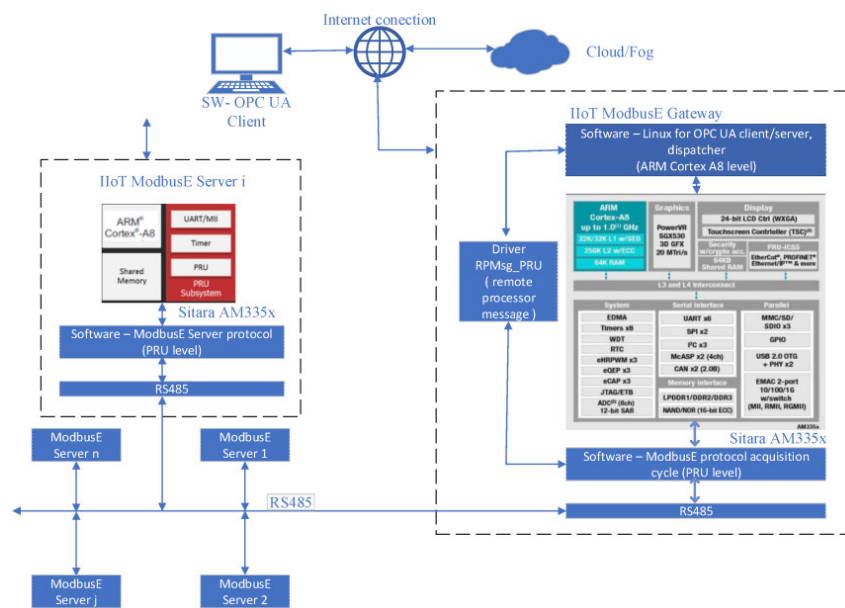 Internet conection
Cloud/Fog
SW- OPC UA
Client
IIoT ModbusE Gateway
Software – Linux for OPC UA client/server,
dispatcher
(ARM Cortex A8 level)
IIoT ModbusE Server i
ARM®
Cortex®-A8
Shared
Memory
UART/MII
Timer
PRU
PRU
Subsystem
Sitara AM335x
Software – ModbusE Server protocol
(PRU level)
RS485
Driver
RPMsg_PRU
( remote
processor
message )
ARM
Cortex-A8
up to 1.0⁽¹⁾ GHz
32K/32K L1 w/SED
256K L2 w/ECC
64K RAM
Graphics
PowerVR
SGX530
3D GFX
20 MTri/s
Display
24-bit LCD Ctrl (WXGA)
Touchscreen Controller (TSC)⁽²⁾
Security
w/crypto acc.
64KB
Shared RAM
PRU-ICSS
EtherCat®, PROFINET®
Ethernet/IP™
& more
L3 and L4 Interconnect
System
EDMA
Timers x8
WDT
RTC
eHRPWM x3
eQEP x3
eCAP x3
JTAG/ETB
ADC⁽²⁾ (8ch)
12-bit SAR
Serial Interface
UART x6
SPI x2
I²C x3
McASP x2 (4ch)
CAN x2 (2.0B)
Memory Interface
LPDDR1/DDR2/DDR3
NAND/NOR (16-bit ECC)
Parallel
MMC/SD/
SDIO x3
GPIO
USB 2.0 OTG
+ PHY x2
EMAC 2-port
10/100/1G
w/switch
(MII, RMII, RGMII)
AM335x
Sitara AM335x
Software – ModbusE protocol acquisition
cycle (PRU level)
RS485
ModbusE
Server n
ModbusE
Server 1
RS485
ModbusE
Server j
ModbusE
Server 2